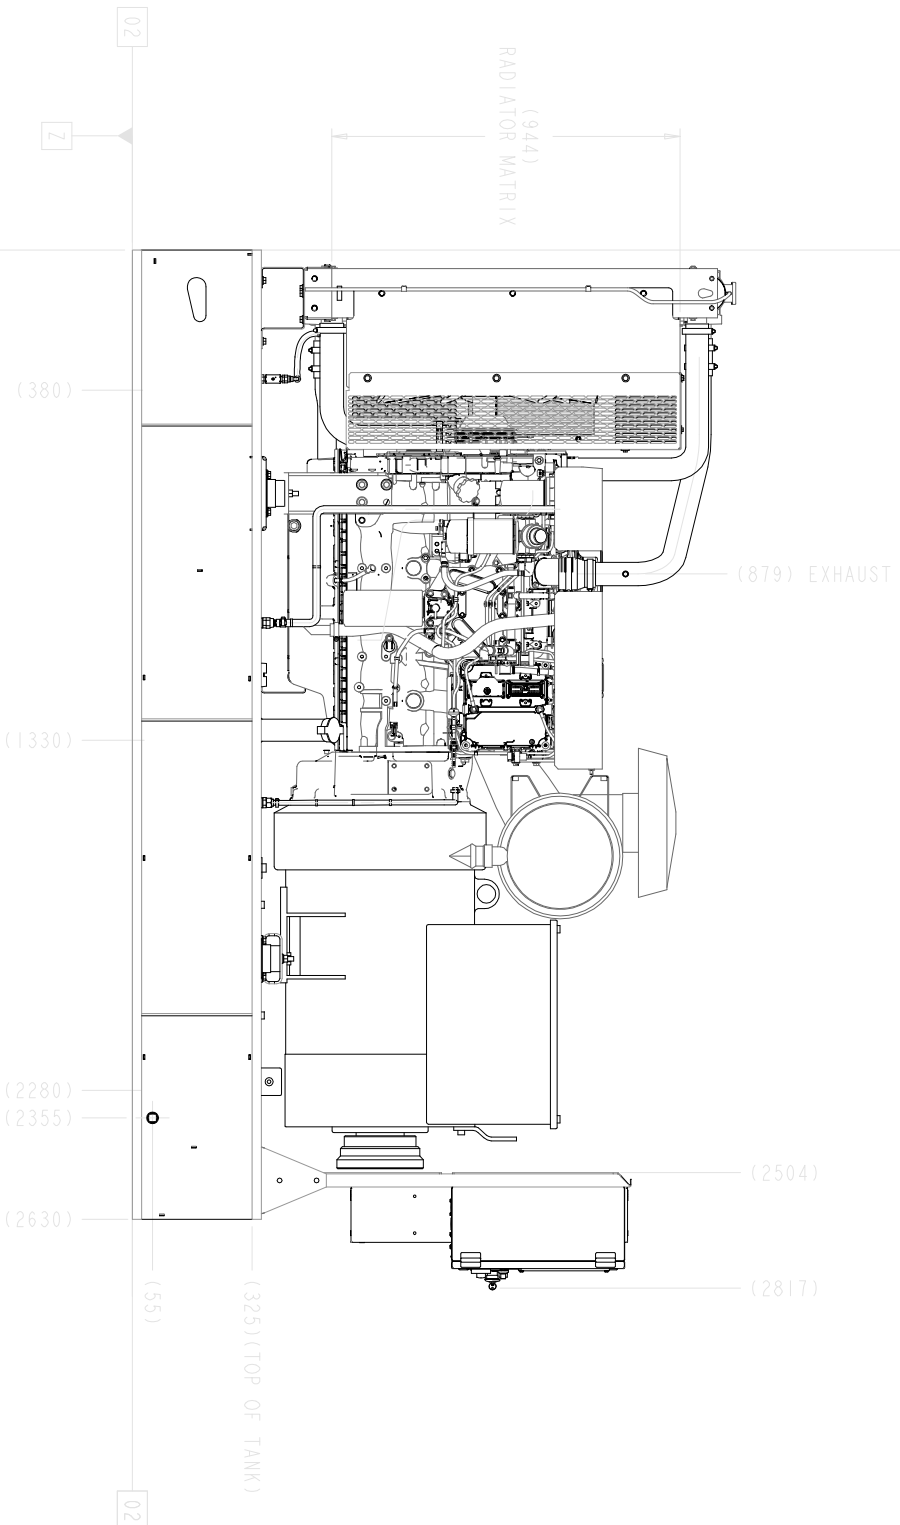 02
Z
(944)
RADIATOR MATRIX
(380)
(879) EXHAUST
(1330)
(2280)
(2355)
(2504)
(2630)
(2817)
(55)
(325)(TOP OF TANK)
02